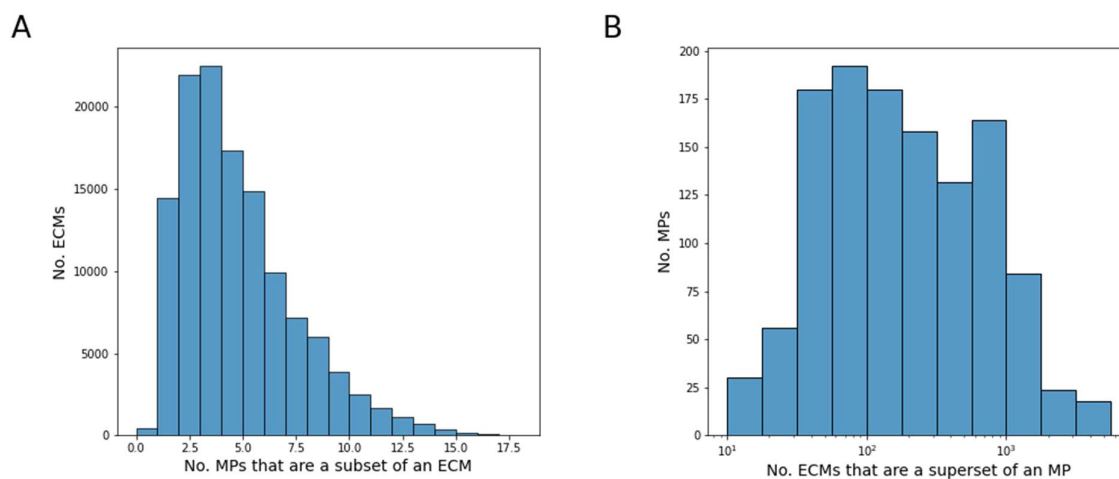 A
B
No. ECMs
20000
15000
10000
5000
0
0.0 2.5 5.0 7.5 10.0 12.5 15.0 17.5
No. MPs that are a subset of an ECM
No. MPs
200
175
150
125
100
75
50
25
0
10¹ 10² 10³
No. ECMs that are a superset of an MP